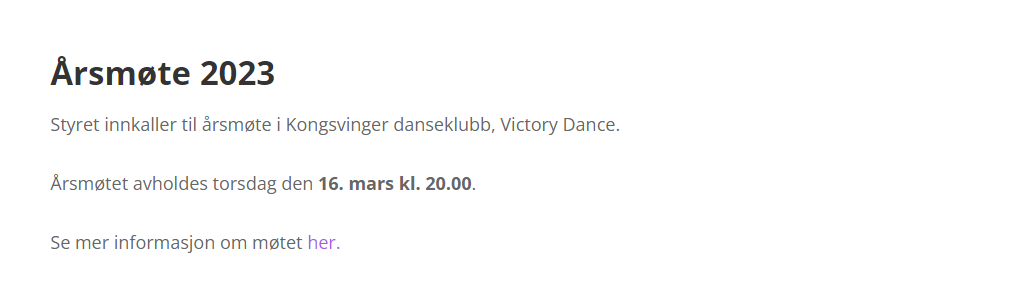 Årsmøte 2023
Styret innkaller til årsmøte i Kongsvinger danseklubb, Victory Dance.
Årsmøtet avholdes torsdag den 16. mars kl. 20.00.
Se mer informasjon om møtet her.